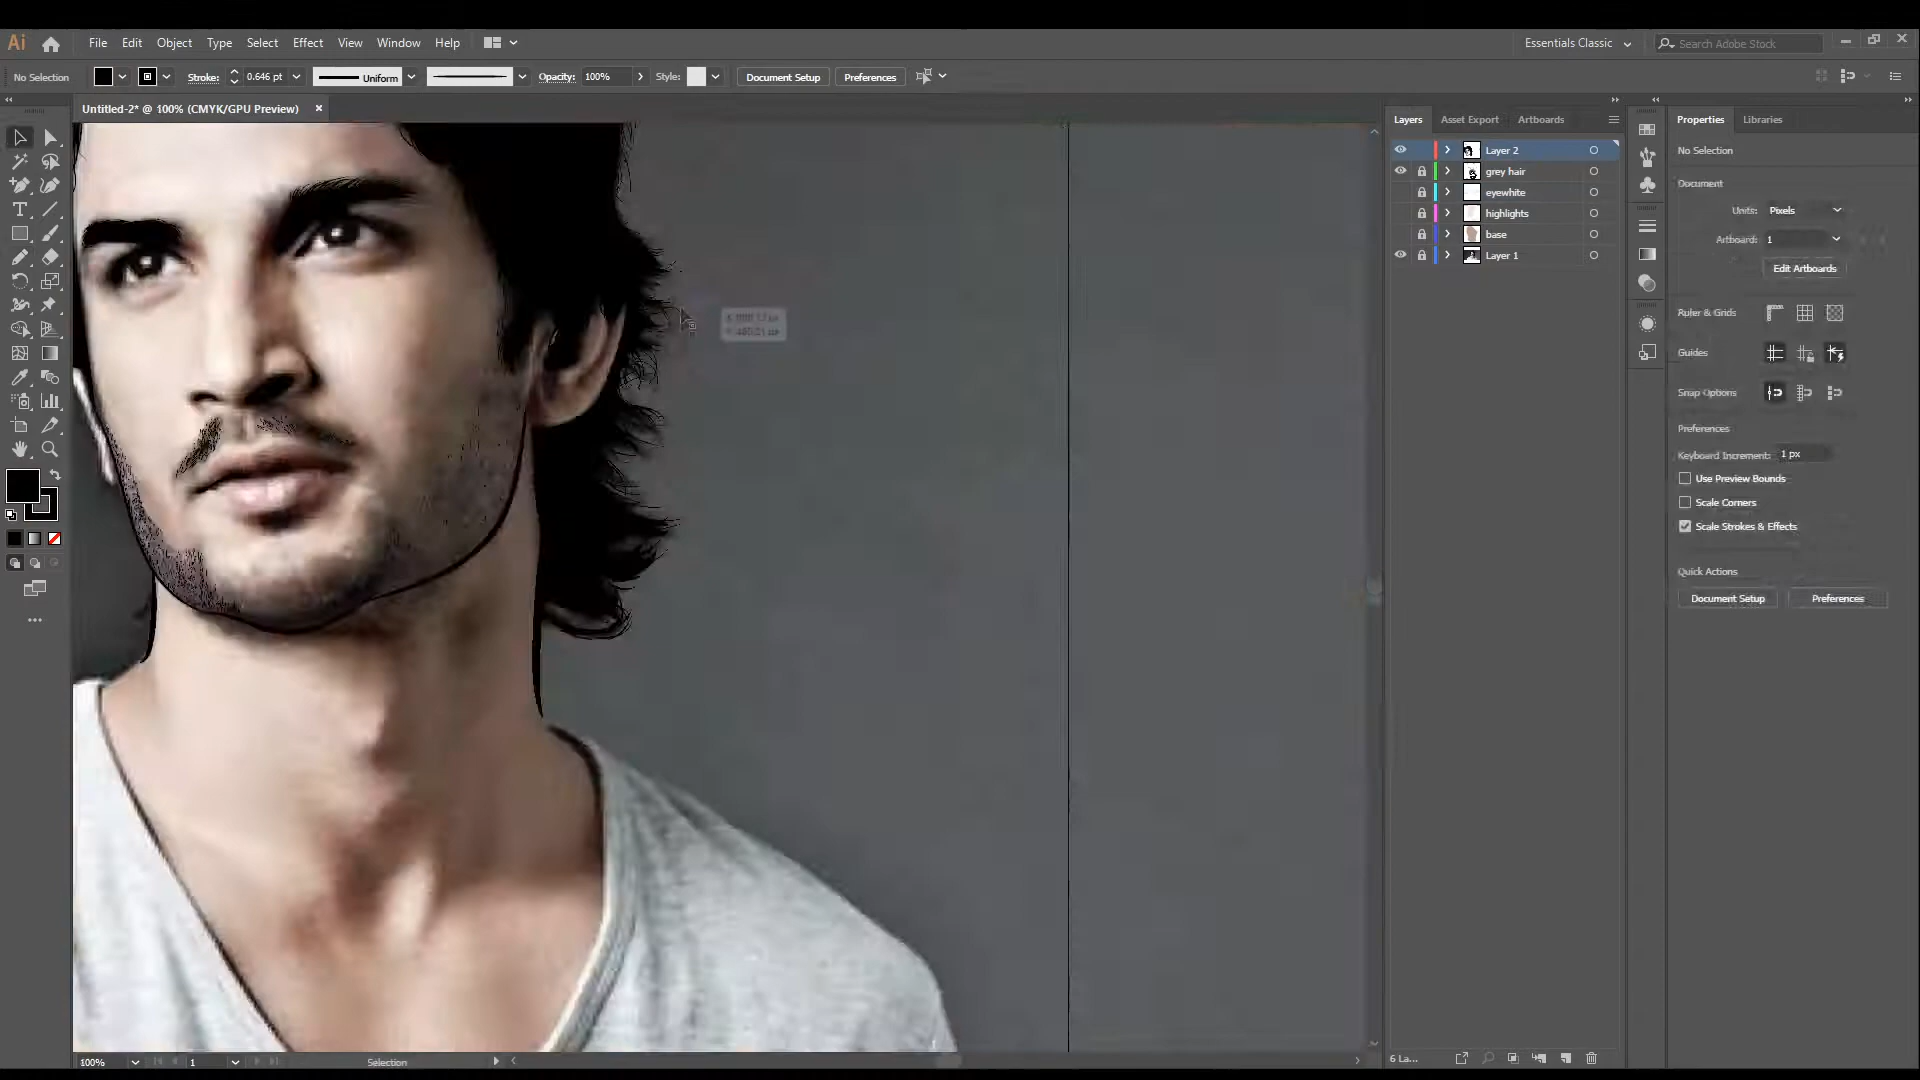 Ai File Edit Object Type Select Effect View Window Help Essentials Classic Search Adobe Stock
No Selection Stroke: 0.646 pt Uniform Opacity: 100% Style: Document Setup Preferences
Untitled-2* @ 100% (CMYK/GPU Preview) ×
Layers Asset Export Artboards
Layer 2
grey hair
eyewhite
highlights
base
Layer 1
Properties Libraries
No Selection
Document
Units: Pixels
Artboard: 1
Edit Artboards
Ruler & Grids
Guides
Snap Options
Preferences
Keyboard Increment: 1 px
Use Preview Bounds
Scale Corners
Scale Strokes & Effects
Quick Actions
Document Setup Preferences
100% 1 Selection
6 La...